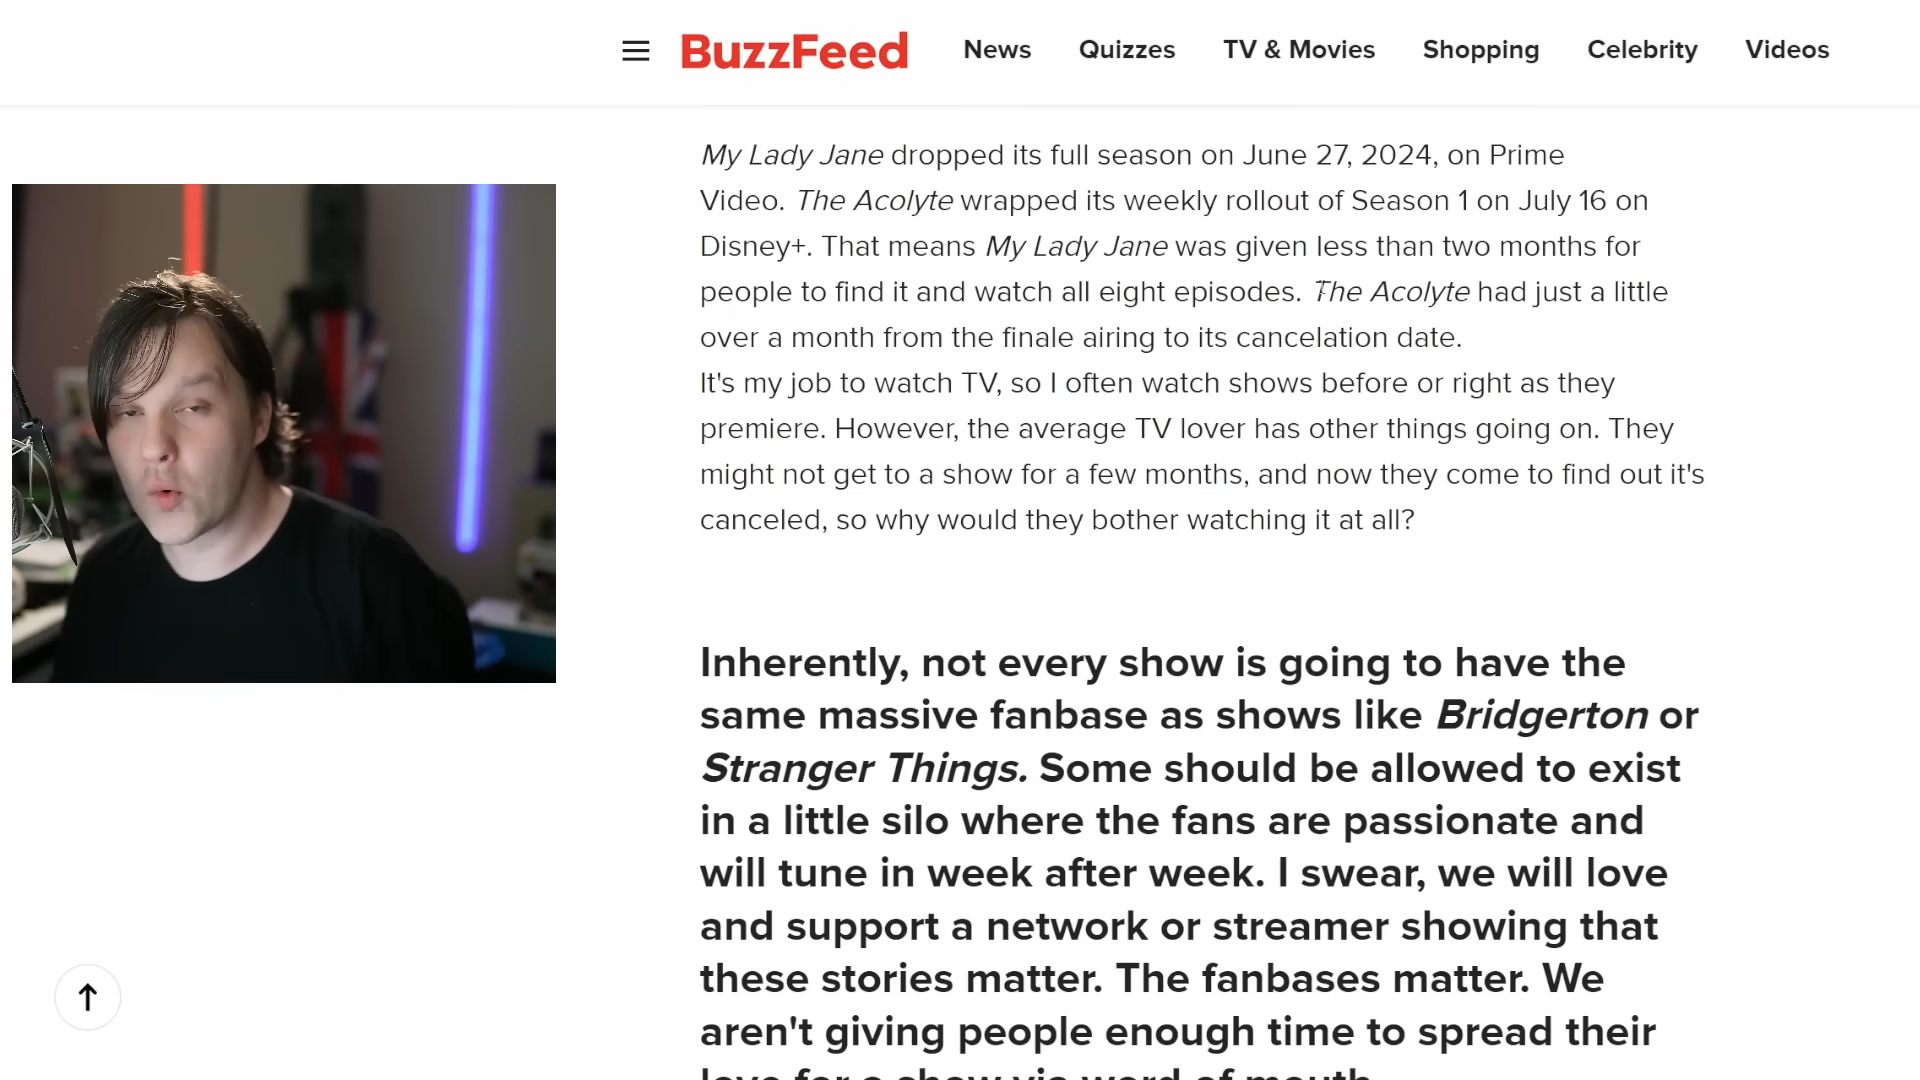 BuzzFeed News Quizzes TV & Movies Shopping Celebrity Videos
My Lady Jane dropped its full season on June 27, 2024, on Prime
Video. The Acolyte wrapped its weekly rollout of Season 1 on July 16 on
Disney+. That means My Lady Jane was given less than two months for
people to find it and watch all eight episodes. The Acolyte had just a little
over a month from the finale airing to its cancelation date.
It's my job to watch TV, so I often watch shows before or right as they
premiere. However, the average TV lover has other things going on. They
might not get to a show for a few months, and now they come to find out it's
canceled, so why would they bother watching it at all?
Inherently, not every show is going to have the
same massive fanbase as shows like Bridgerton or
Stranger Things. Some should be allowed to exist
in a little silo where the fans are passionate and
will tune in week after week. I swear, we will love
and support a network or streamer showing that
these stories matter. The fanbases matter. We
aren't giving people enough time to spread their
love for a show via word of mouth